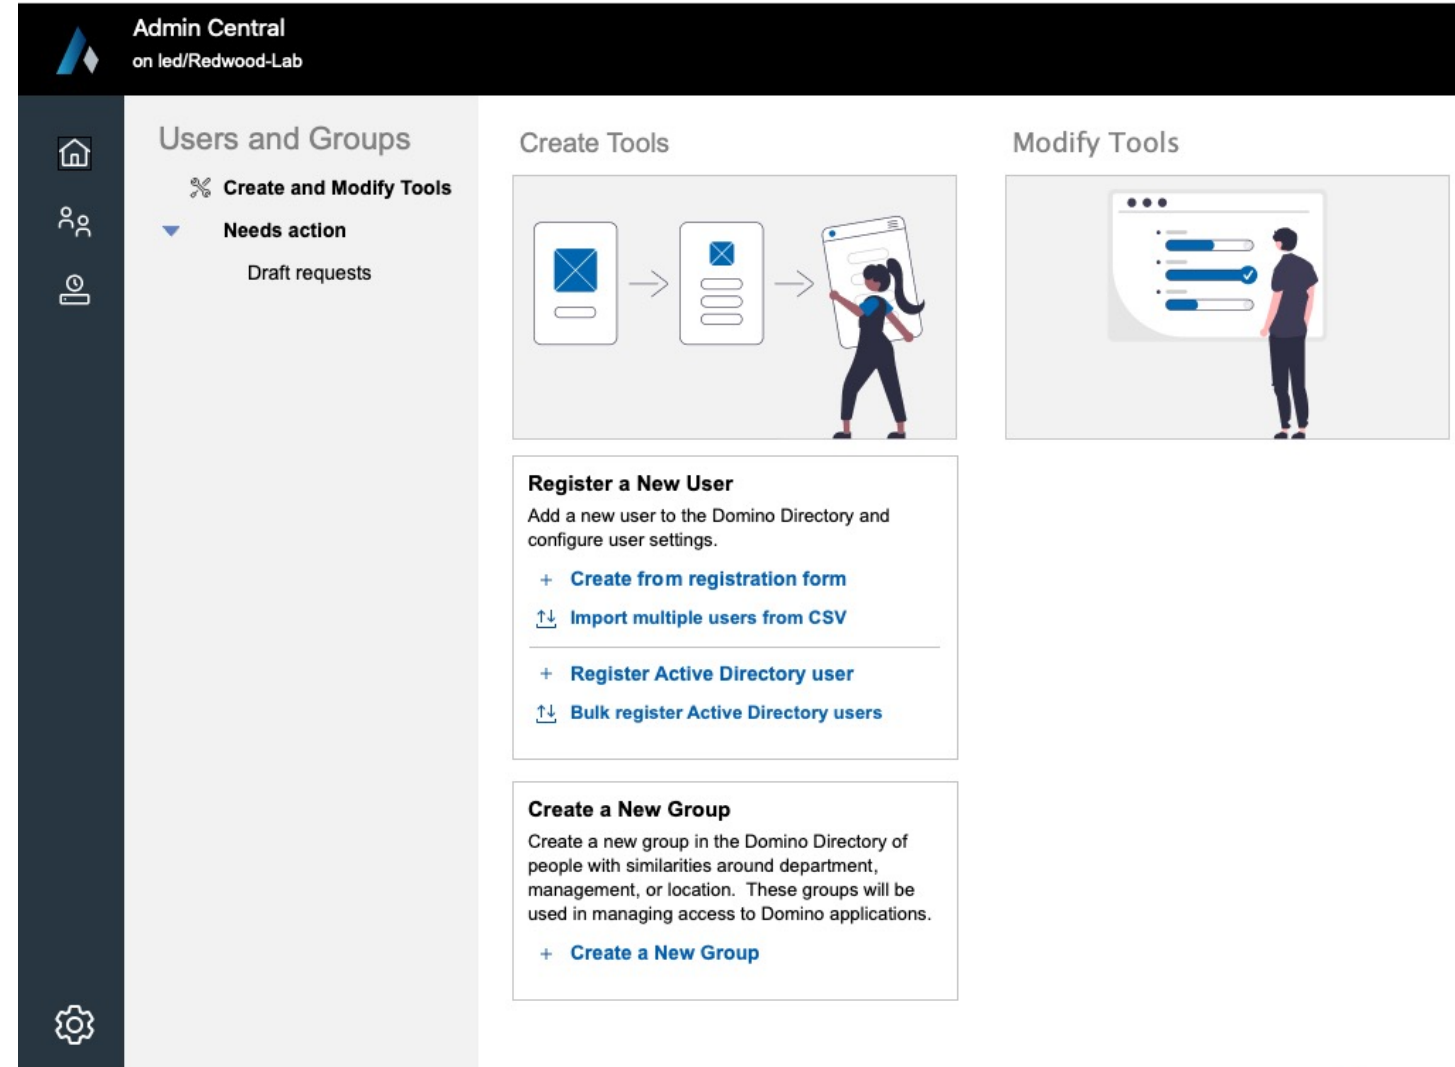 Admin Central
on led/Redwood-Lab
Users and Groups
Create and Modify Tools
Needs action
Draft requests
Create Tools
Modify Tools
Register a New User
Add a new user to the Domino Directory and
configure user settings.
+ Create from registration form
Import multiple users from CSV
+ Register Active Directory user
Bulk register Active Directory users
Create a New Group
Create a new group in the Domino Directory of
people with similarities around department,
management, or location.  These groups will be
used in managing access to Domino applications.
+ Create a New Group